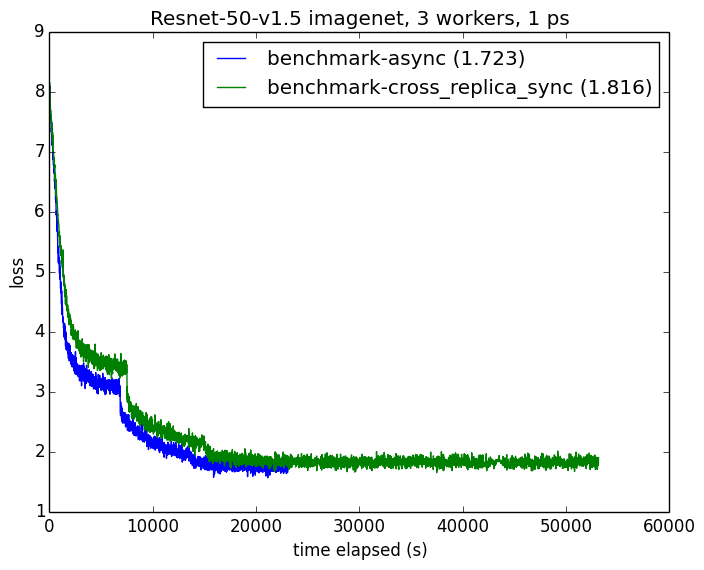 Resnet-50-v1.5 imagenet, 3 workers, 1 ps
9
8
7
6
5
4
3
2
1
loss
benchmark-async (1.723)
benchmark-cross_replica_sync (1.816)
0 10000 20000 30000 40000 50000 60000
time elapsed (s)